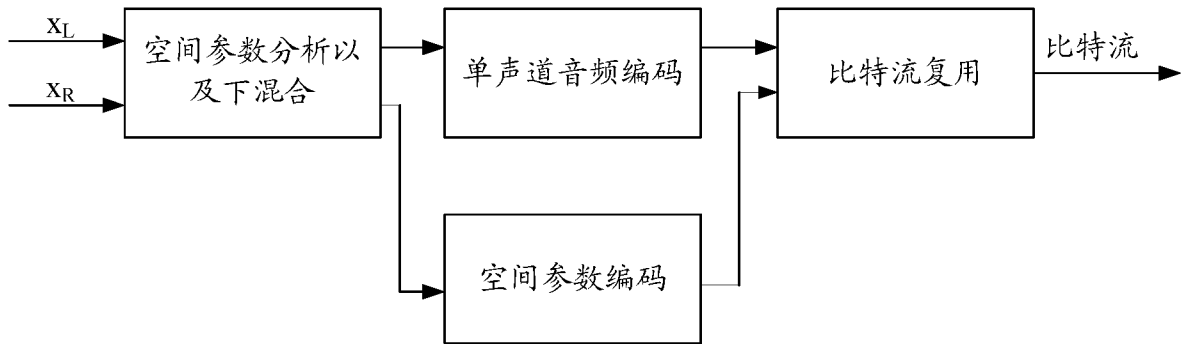 x_L
x_R
空间参数分析以
及下混合
单声道音频编码
比特流复用
比特流
空间参数编码